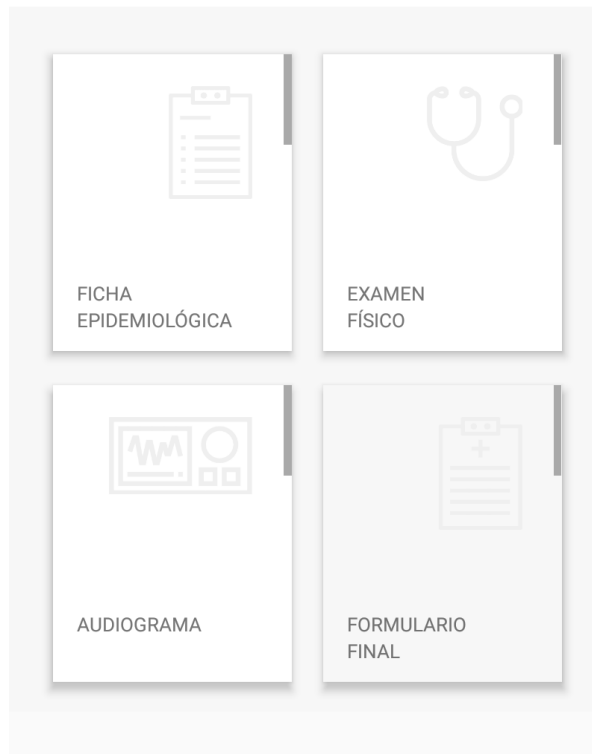 FICHA
EPIDEMIOLÓGICA
EXAMEN
FÍSICO
AUDIOGRAMA
FORMULARIO
FINAL